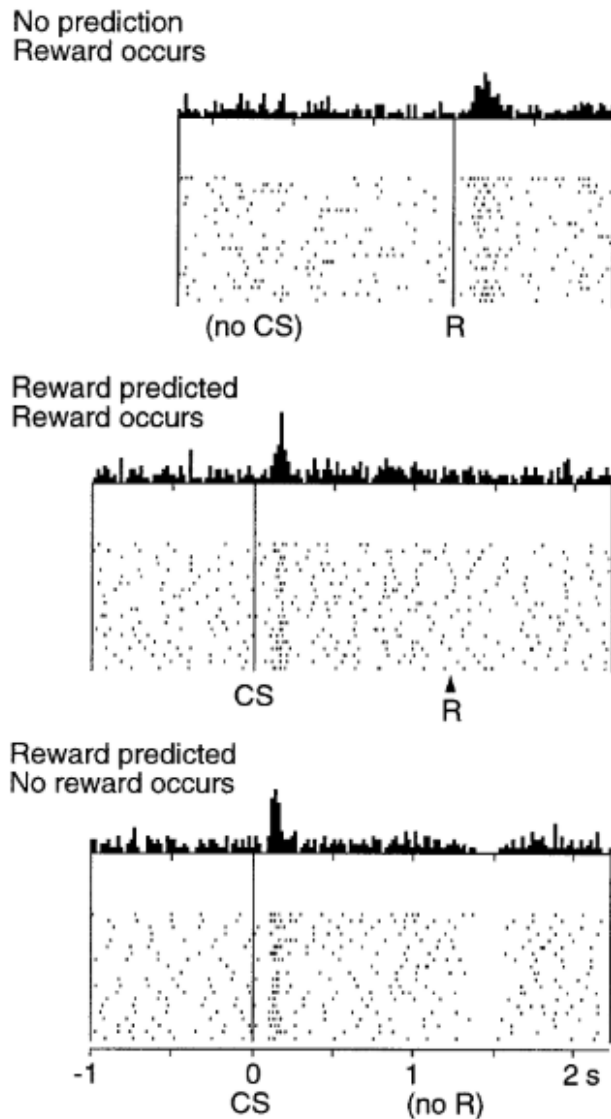 No prediction
Reward occurs
(no CS) R
Reward predicted
Reward occurs
CS
R
Reward predicted
No reward occurs
-1 0 1 2 s
CS (no R)